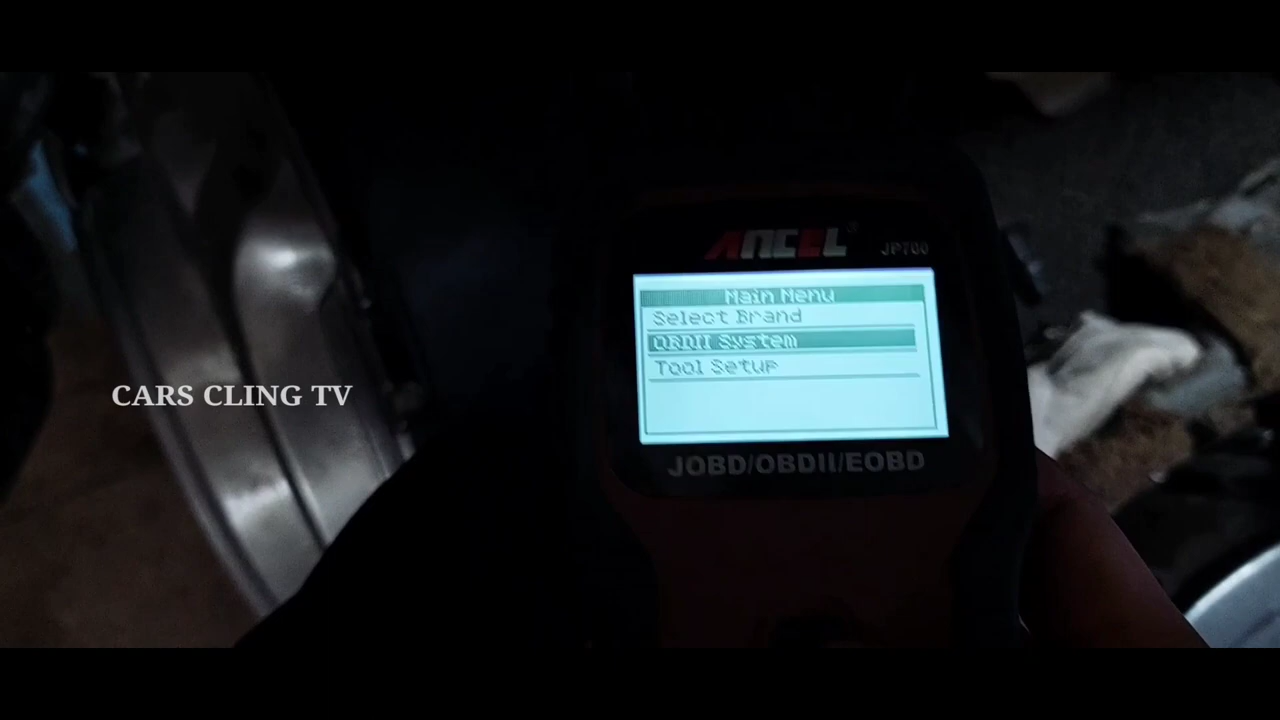 ANCEL®
JP700
Main Menu
Select Brand
OBDII System
Tool Setup
CARS CLING TV
JOBD/OBDII/EOBD